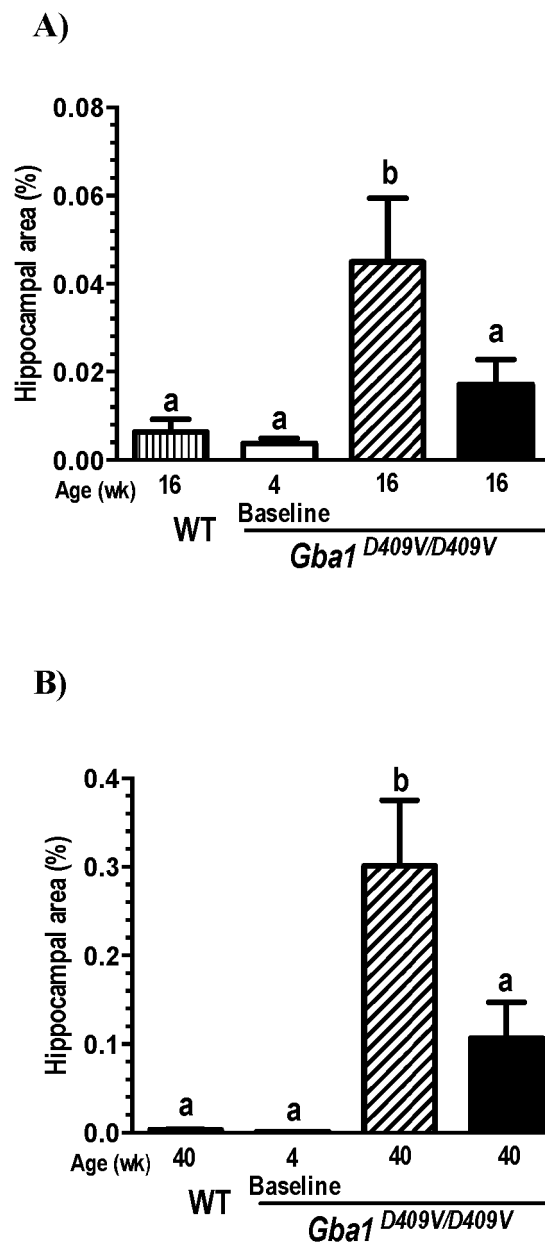 A)
Hippocampal area (%)
0.08
0.06
0.04
0.02
0.00
a
a
b
a
Age (wk) 16 4 16 16
WT Baseline
Gba1 D409V/D409V
B)
Hippocampal area (%)
0.4
0.3
0.2
0.1
0.0
a
a
b
a
Age (wk) 40 4 40 40
WT Baseline
Gba1 D409V/D409V